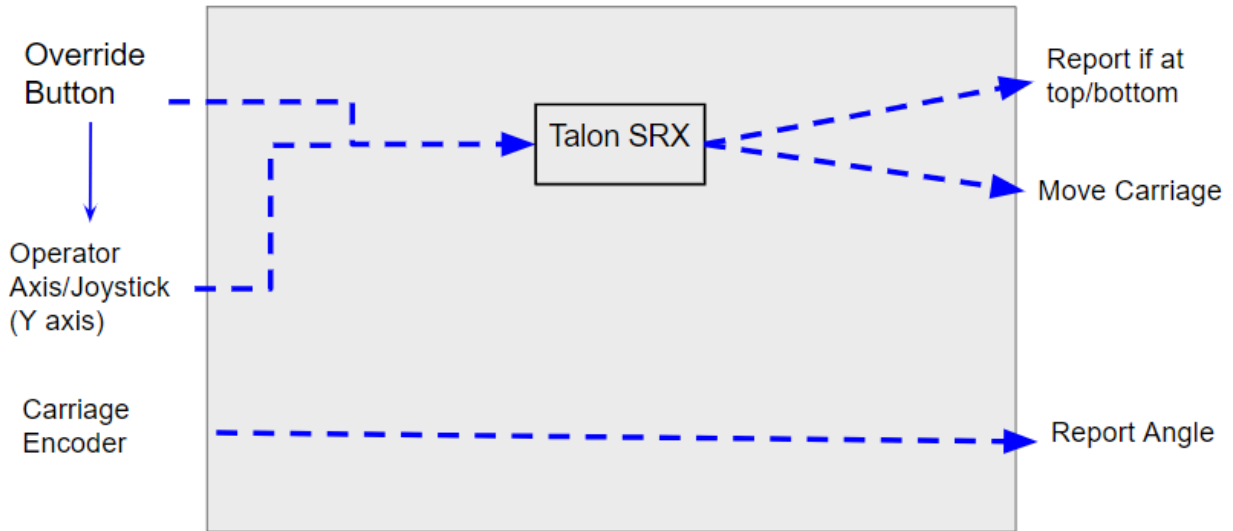 Override
Button
Operator
Axis/Joystick
(Y axis)
Carriage
Encoder
Talon SRX
Report if at
top/bottom
Move Carriage
Report Angle